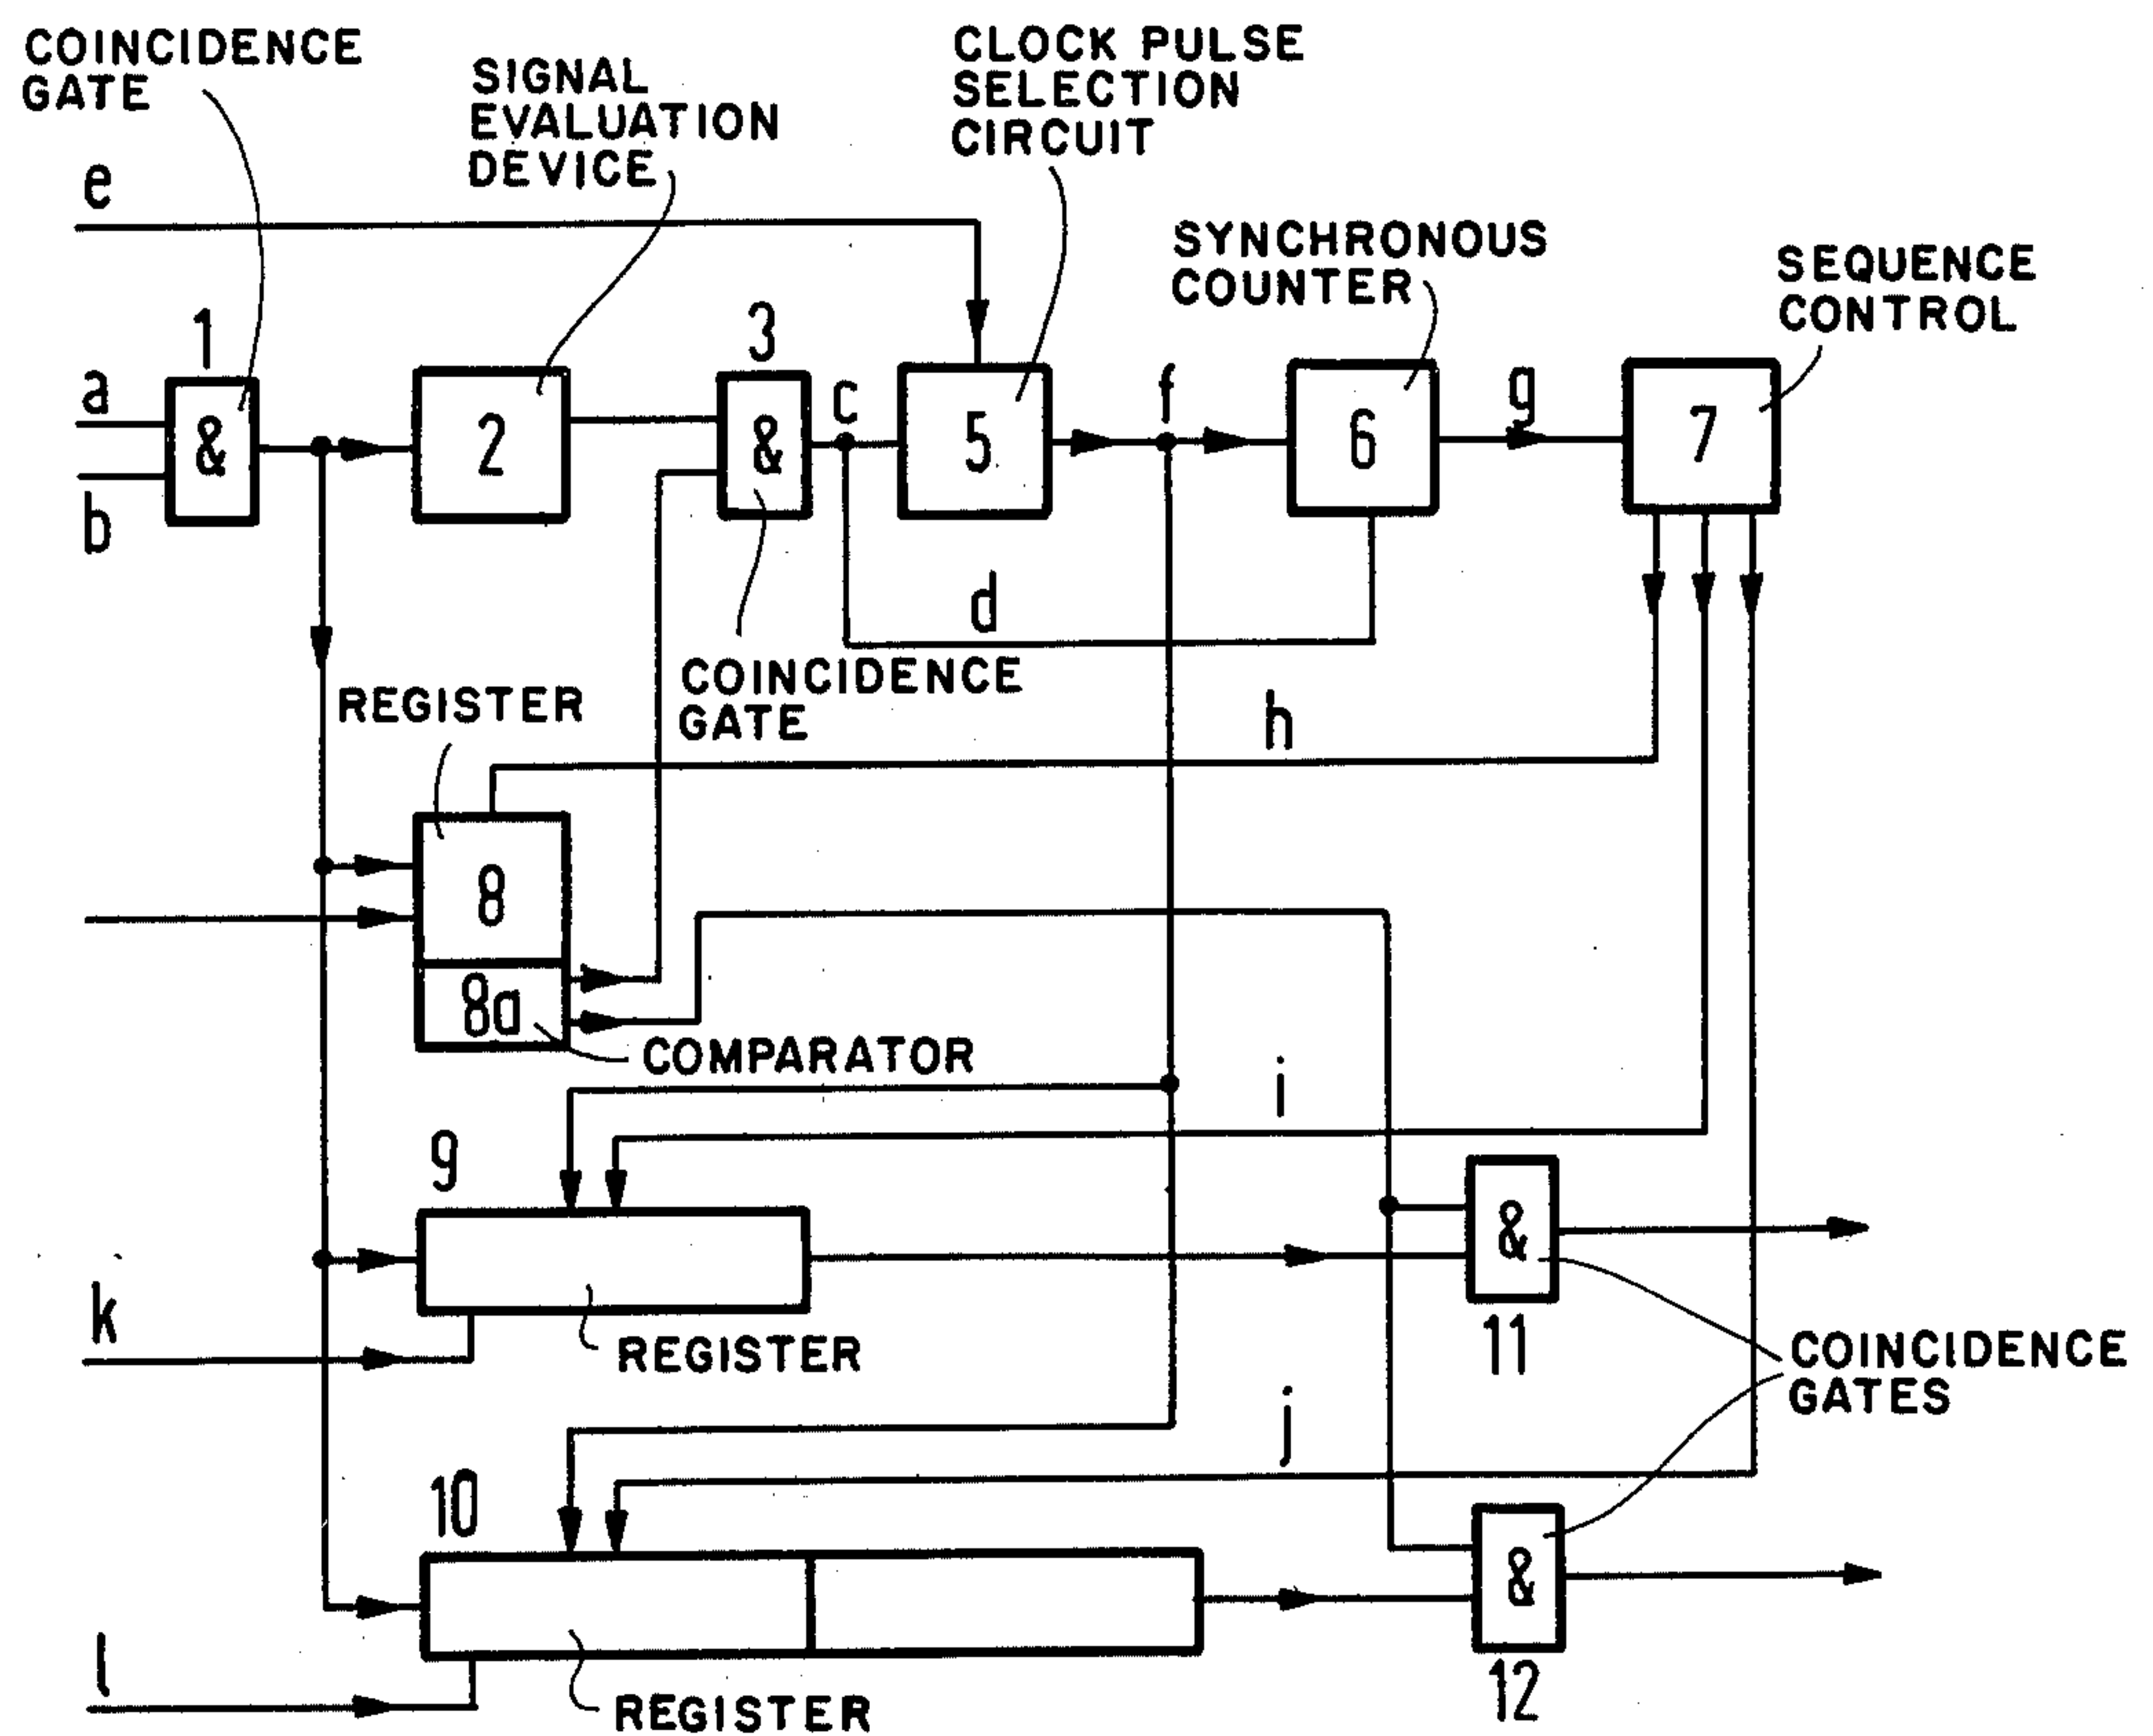 COINCIDENCE
GATE
SIGNAL
EVALUATION
DEVICE
CLOCK PULSE
SELECTION
CIRCUIT
e
SYNCHRONOUS
COUNTER
SEQUENCE
CONTROL
1
3
a
&
2
&
c
5
f
6
g
7
b
d
COINCIDENCE
GATE
REGISTER
h
8
8a
COMPARATOR
i
9
&
k
REGISTER
11
COINCIDENCE
GATES
j
10
&
l
REGISTER
12